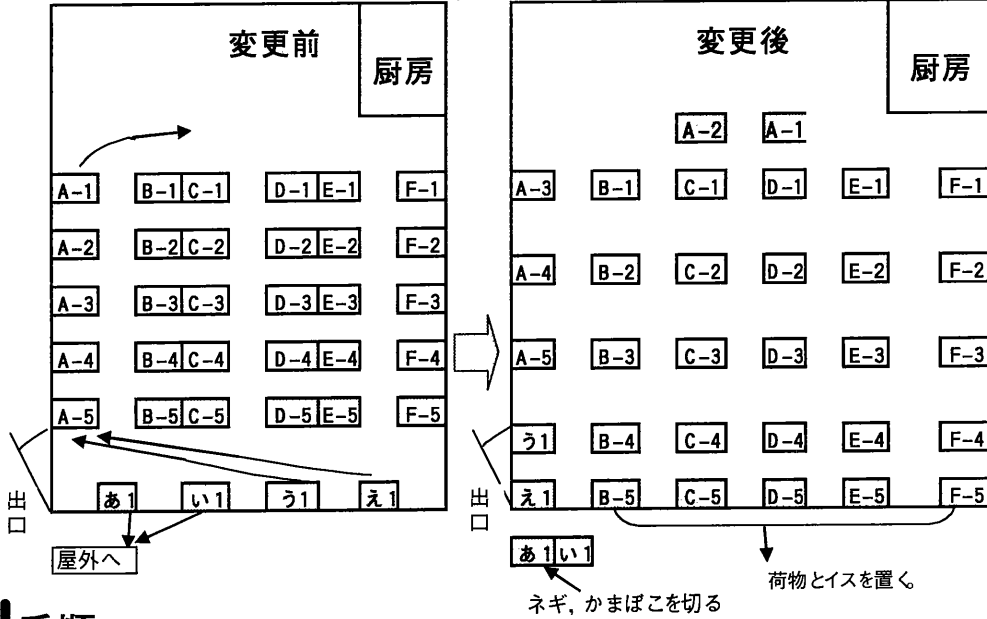 変更前
厨房
A-1 B-1 C-1 D-1 E-1 F-1
A-2 B-2 C-2 D-2 E-2 F-2
A-3 B-3 C-3 D-3 E-3 F-3
A-4 B-4 C-4 D-4 E-4 F-4
A-5 B-5 C-5 D-5 E-5 F-5
あ1 い1 う1 え1
出口
屋外へ
変更後
厨房
A-2 A-1
A-3 B-1 C-1 D-1 E-1 F-1
A-4 B-2 C-2 D-2 E-2 F-2
A-5 B-3 C-3 D-3 E-3 F-3
う1 B-4 C-4 D-4 E-4 F-4
え1 B-5 C-5 D-5 E-5 F-5
出口
あ1 い1
荷物とイスを置く。
ネギ，かまぼこを切る